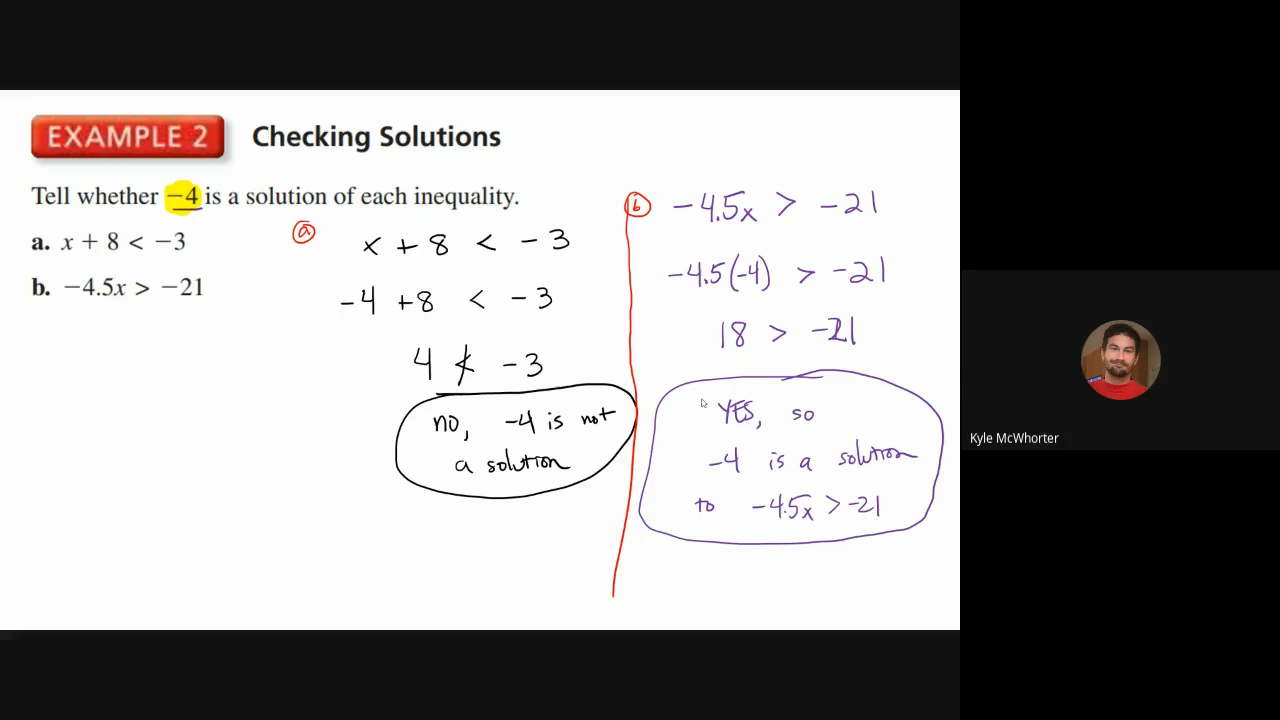 EXAMPLE 2 Checking Solutions
Tell whether −4 is a solution of each inequality.
a. x + 8 < −3
b. −4.5x > −21
a
x + 8 < −3
−4 + 8 < −3
4 ≮ −3
no, −4 is not
a solution
b −4.5x > −21
−4.5(−4) > −21
18 > −21
YES, so
−4 is a solution
to −4.5x > −21
Kyle McWhorter